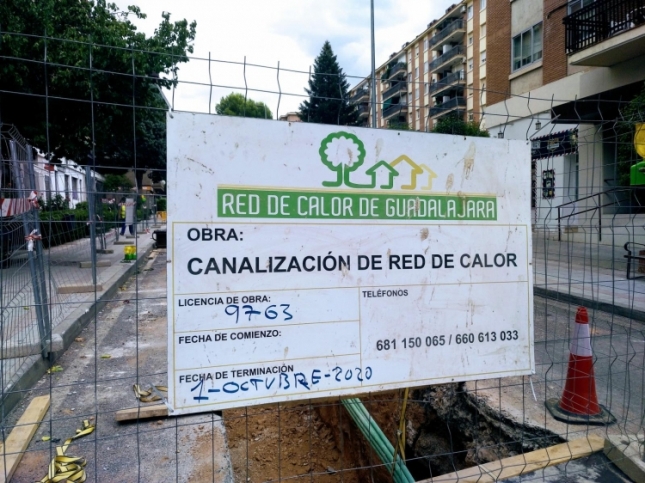 RED DE CALOR DE GUADALAJARA
OBRA:
CANALIZACIÓN DE RED DE CALOR
LICENCIA DE OBRA:
9763
TELÉFONOS
FECHA DE COMIENZO:
681 150 065 / 660 613 033
FECHA DE TERMINACIÓN
1-OCTUBRE-2020